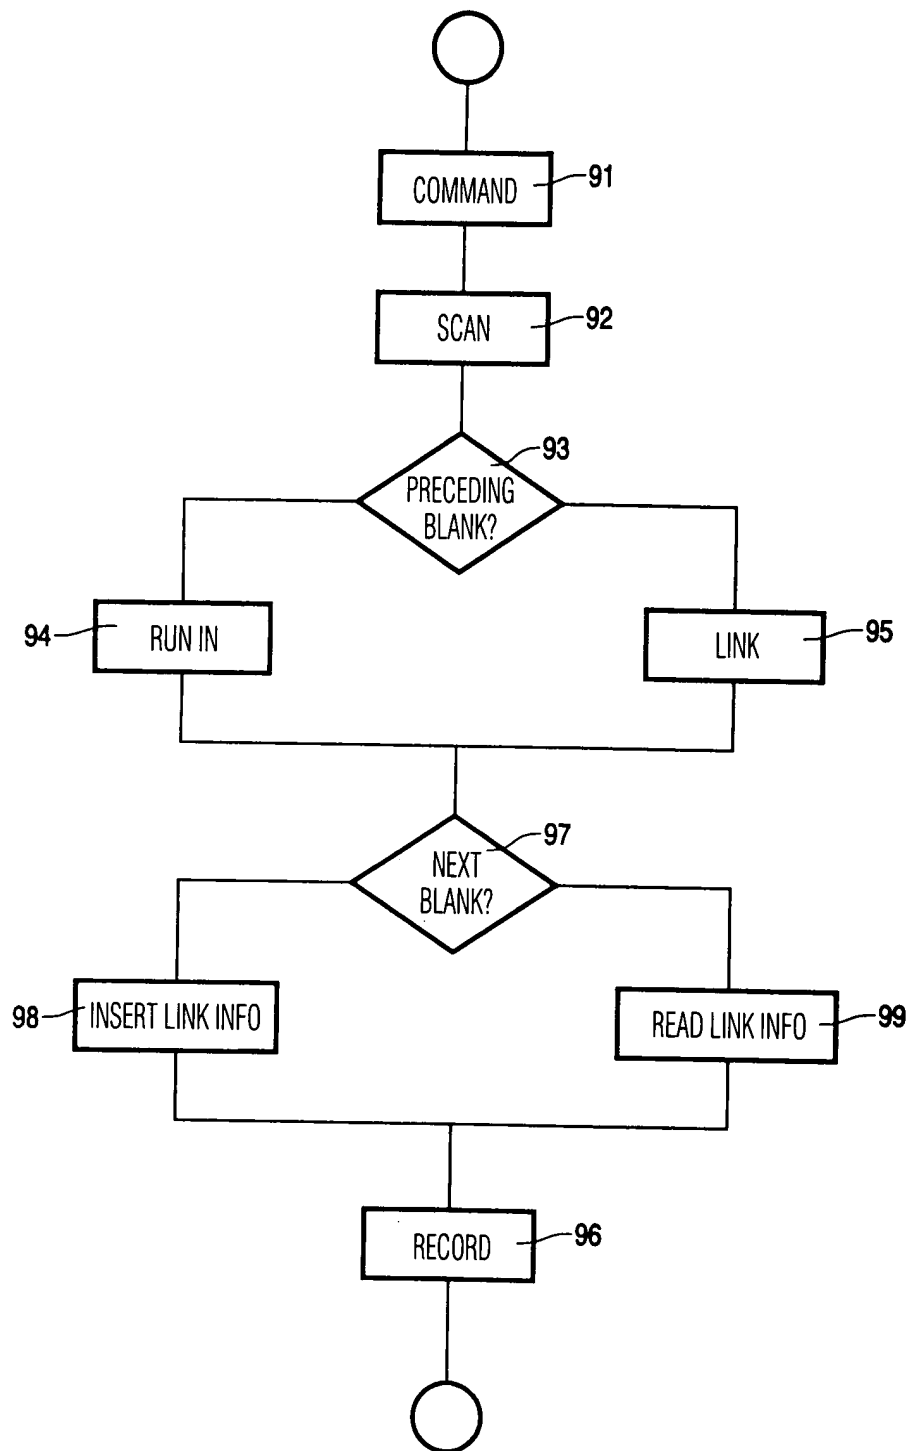 COMMAND
91
SCAN
92
93
PRECEDING
BLANK?
94
RUN IN
LINK
95
97
NEXT
BLANK?
98
INSERT LINK INFO
READ LINK INFO
99
RECORD
96